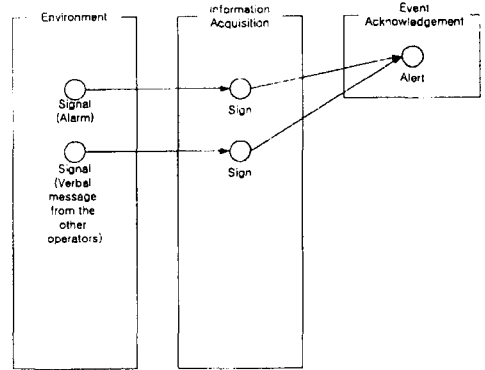 Environment
Information
Acquisition
Event
Acknowledgement
Signal
(Alarm)
Sign
Alert
Signal
(Verbal
message
from the
other
operators)
Sign